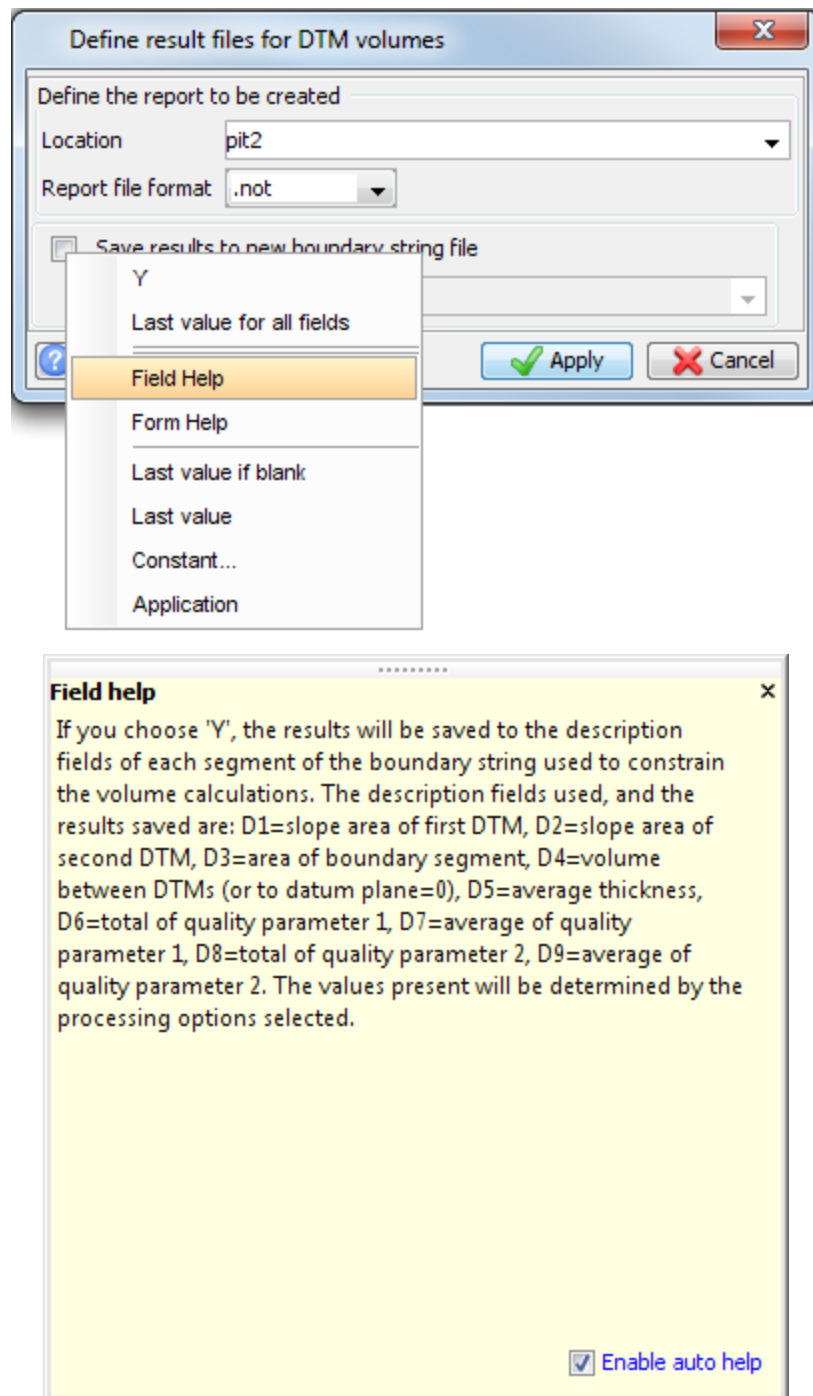 Define result files for DTM volumes
x
Define the report to be created
Location pit2
Report file format .not
Save results to new boundary string file
Y
Last value for all fields
? Apply Cancel
Field Help
Form Help
Last value if blank
Last value
Constant...
Application
Field help x
If you choose 'Y', the results will be saved to the description
fields of each segment of the boundary string used to constrain
the volume calculations. The description fields used, and the
results saved are: D1=slope area of first DTM, D2=slope area of
second DTM, D3=area of boundary segment, D4=volume
between DTMs (or to datum plane=0), D5=average thickness,
D6=total of quality parameter 1, D7=average of quality
parameter 1, D8=total of quality parameter 2, D9=average of
quality parameter 2. The values present will be determined by the
processing options selected.
Enable auto help